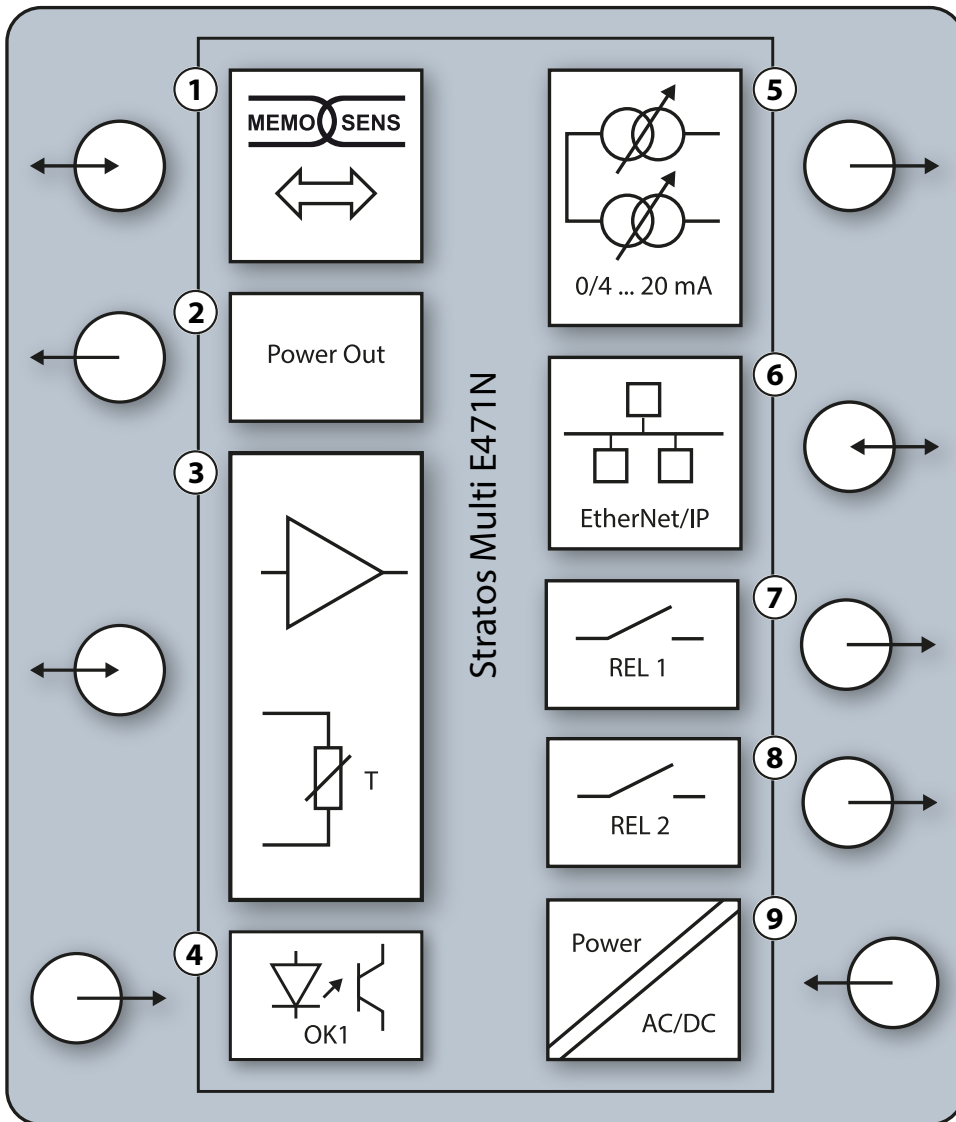 1
MEMO SENS
2
Power Out
3
T
4
OK1
Stratos Multi E471N
5
0/4 ... 20 mA
6
EtherNet/IP
7
REL 1
8
REL 2
9
Power
AC/DC